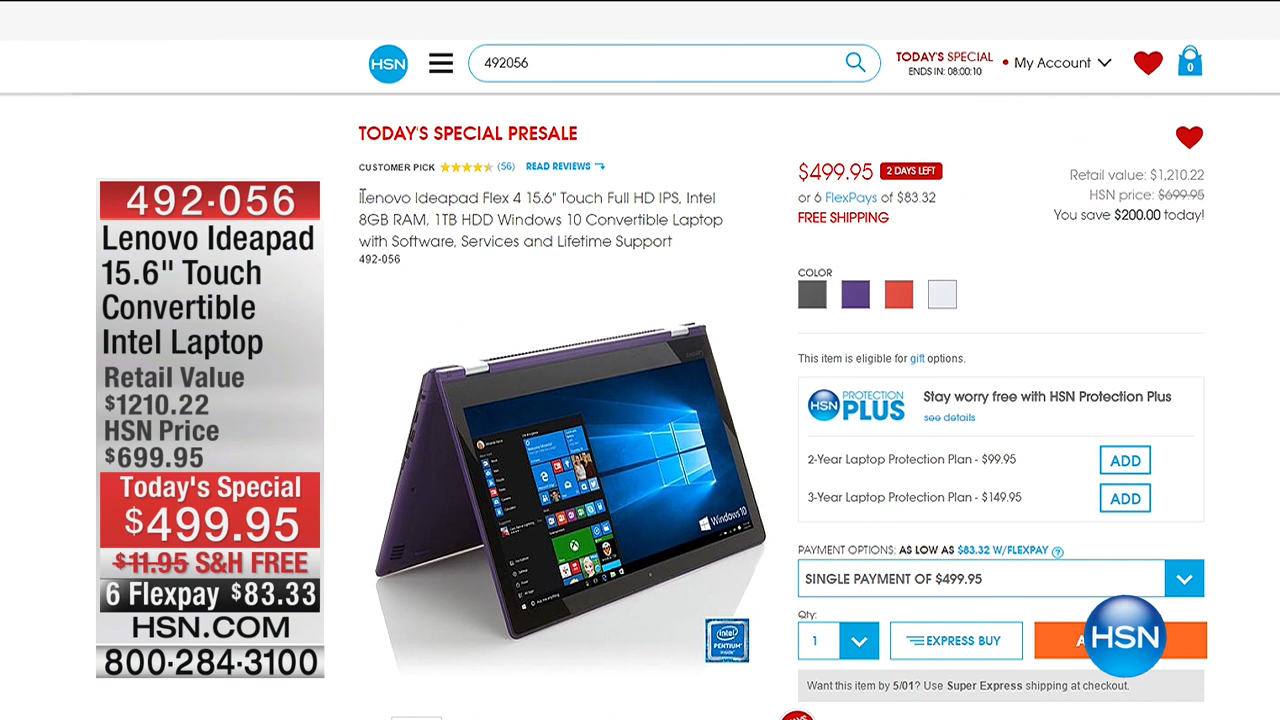 HSN
492056
TODAY'S SPECIAL
ENDS IN: 08:00:10
My Account
0
TODAY'S SPECIAL PRESALE
CUSTOMER PICK
(56)
READ REVIEWS
Lenovo Ideapad Flex 4 15.6" Touch Full HD IPS, Intel
8GB RAM, 1TB HDD Windows 10 Convertible Laptop
with Software, Services and Lifetime Support
492-056
$499.95 2 DAYS LEFT
or 6 FlexPays of $83.32
FREE SHIPPING
Retail value: $1,210.22
HSN price: $699.95
You save $200.00 today!
COLOR
This item is eligible for gift options.
HSN PROTECTION PLUS
Stay worry free with HSN Protection Plus
see details
2-Year Laptop Protection Plan - $99.95 ADD
3-Year Laptop Protection Plan - $149.95 ADD
PAYMENT OPTIONS: AS LOW AS $83.32 W/FLEXPAY ?
SINGLE PAYMENT OF $499.95
Qty:
1
EXPRESS BUY
HSN
Want this item by 5/01? Use Super Express shipping at checkout.
Windows 10
intel
PENTIUM
inside
492-056
Lenovo Ideapad
15.6" Touch
Convertible
Intel Laptop
Retail Value
$1210.22
HSN Price
$699.95
Today's Special
$499.95
$11.95 S&H FREE
6 Flexpay $83.33
HSN.COM
800-284-3100